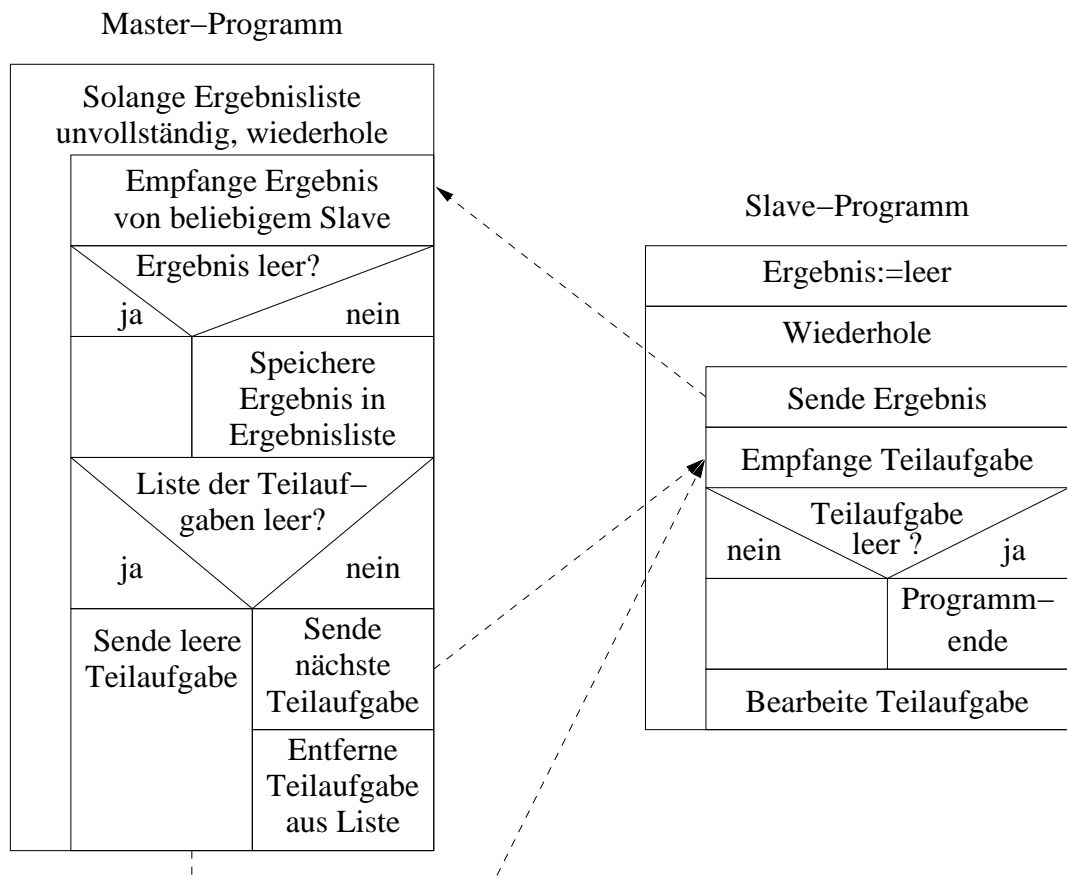 Master−Programm
Solange Ergebnisliste
unvollständig, wiederhole
Empfange Ergebnis
von beliebigem Slave
Ergebnis leer?
ja
nein
Speichere
Ergebnis in
Ergebnisliste
Liste der Teilauf−
gaben leer?
ja
nein
Sende leere
Teilaufgabe
Sende
nächste
Teilaufgabe
Entferne
Teilaufgabe
aus Liste
Slave−Programm
Ergebnis:=leer
Wiederhole
Sende Ergebnis
Empfange Teilaufgabe
Teilaufgabe
leer ?
nein
ja
Programm−
ende
Bearbeite Teilaufgabe